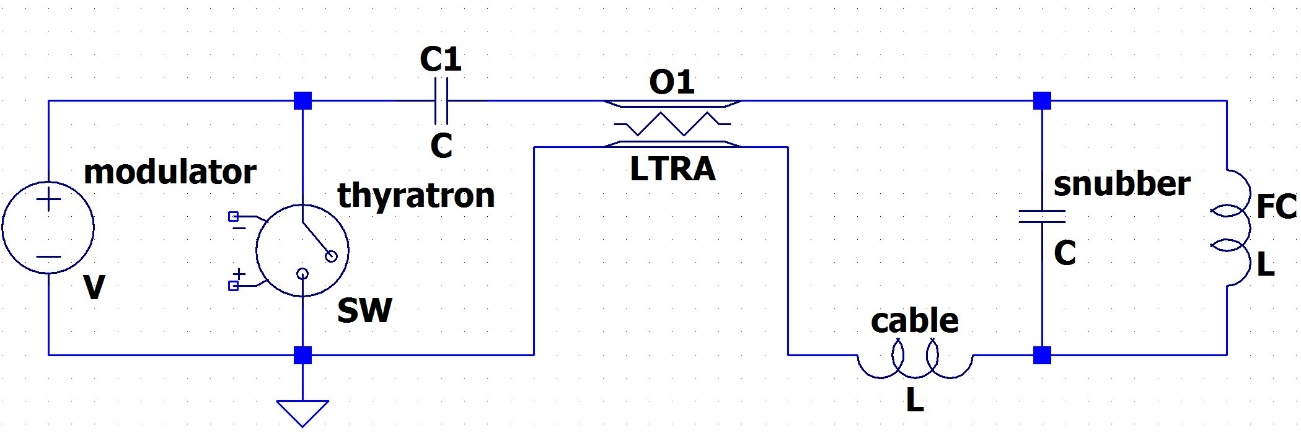 C1
C
O1
LTRA
modulator
V
thyratron
SW
snubber
C
FC
L
cable
L